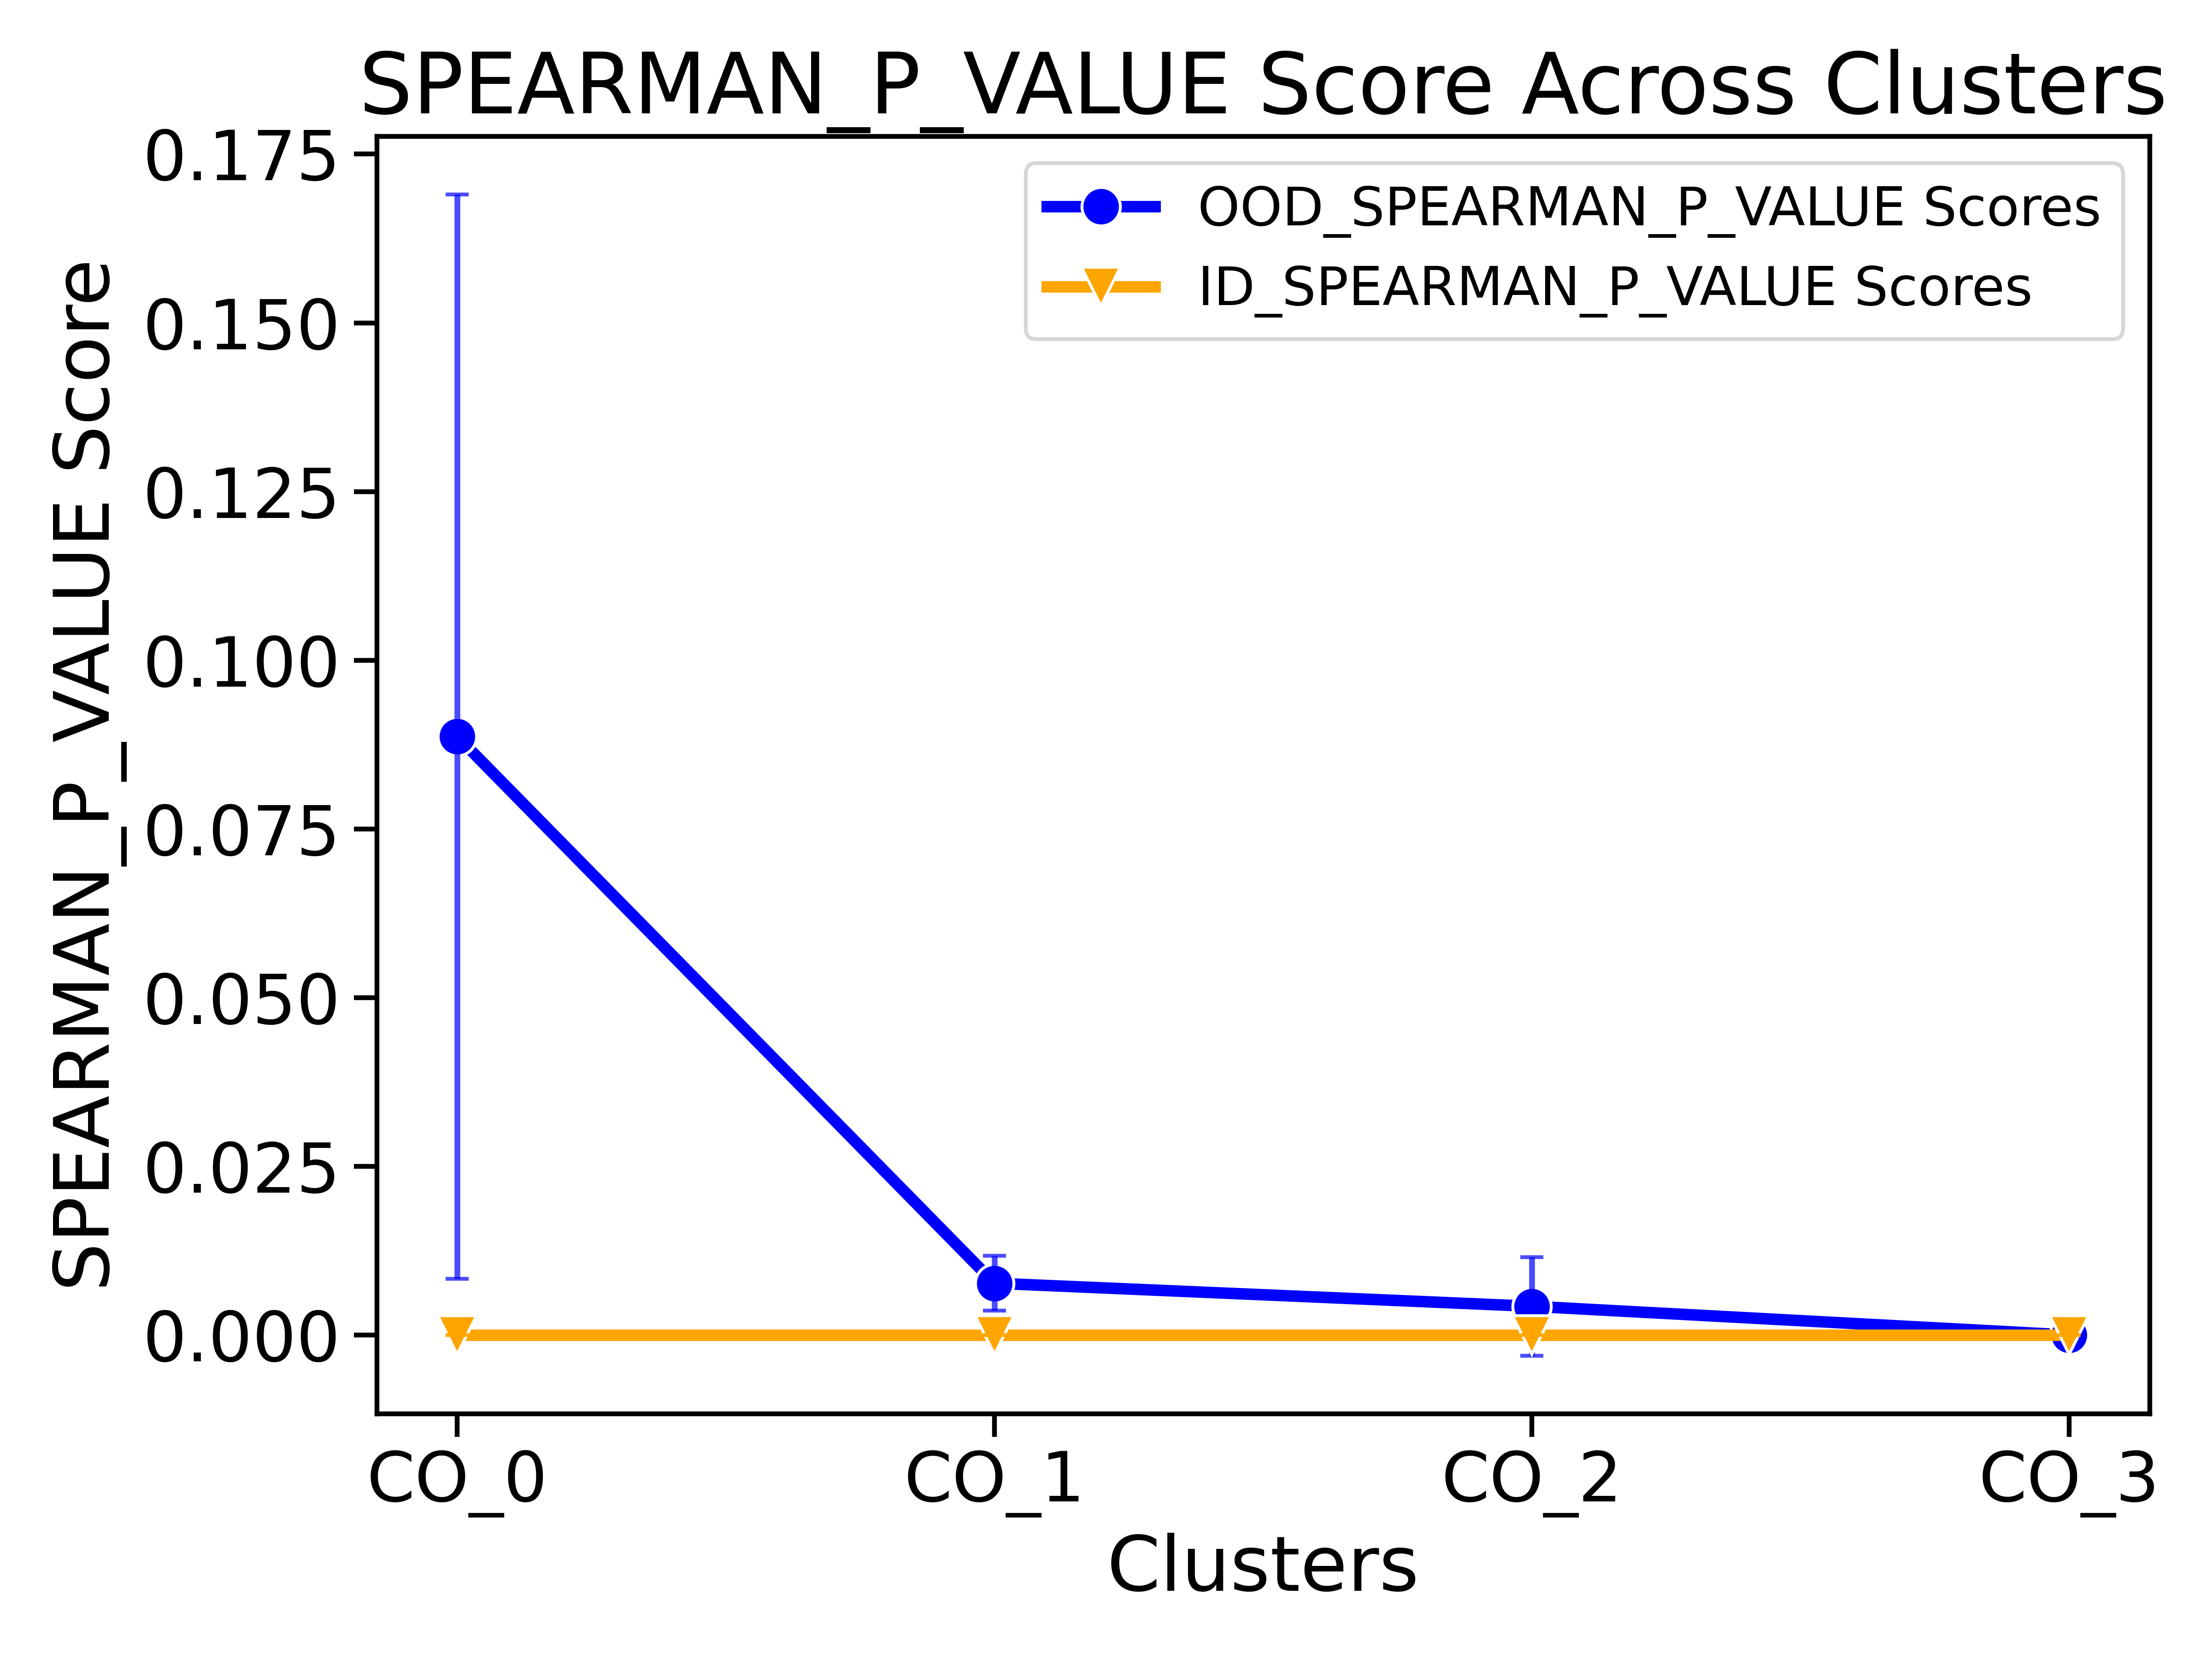 SPEARMAN_P_VALUE Score Across Clusters
SPEARMAN_P_VALUE Score
0.175
0.150
0.125
0.100
0.075
0.050
0.025
0.000
OOD_SPEARMAN_P_VALUE Scores
ID_SPEARMAN_P_VALUE Scores
CO_0 CO_1 CO_2 CO_3
Clusters